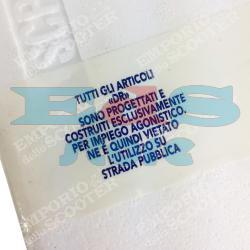 TUTTI GLI ARTICOLI
«DR»
SONO PROGETTATI E
COSTRUITI ESCLUSIVAMENTE
PER IMPIEGO AGONISTICO.
NE E QUINDI VIETATO
L'UTILIZZO SU
STRADA PUBBLICA